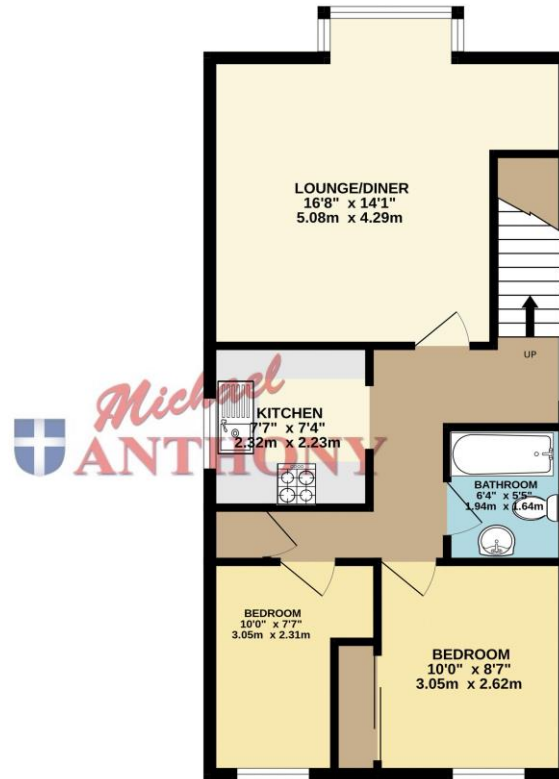 LOUNGE/DINER
16'8" x 14'1"
5.08m x 4.29m
UP
Michael
ANTHONY
KITCHEN
7'7" x 7'4"
2.32m x 2.23m
BATHROOM
6'4" x 5'5"
1.94m x 1.64m
BEDROOM
10'0" x 7'7"
3.05m x 2.31m
BEDROOM
10'0" x 8'7"
3.05m x 2.62m